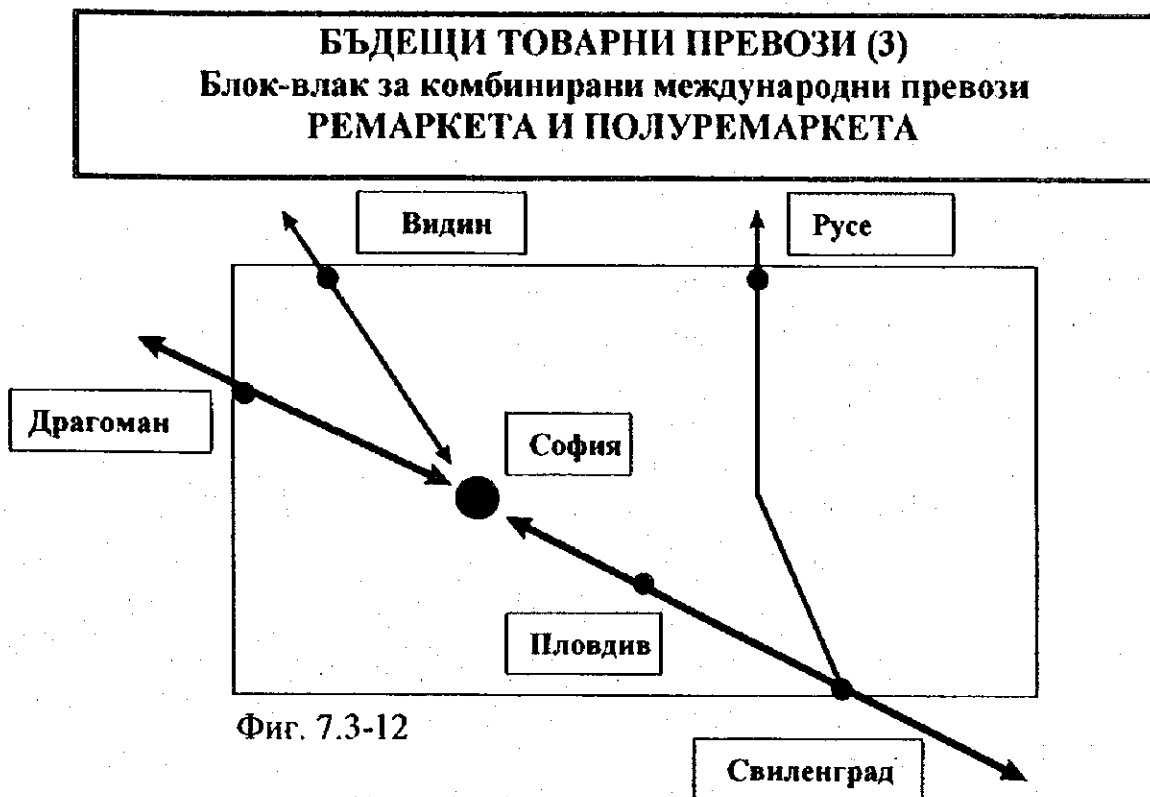 БЪДЕЩИ ТОВАРНИ ПРЕВОЗИ (3)
Блок-влак за комбинирани международни превози
РЕМАРКЕТА И ПОЛУРЕМАРКЕТА
Видин
Русе
Драгоман
София
Пловдив
Фиг. 7.3-12
Свиленград